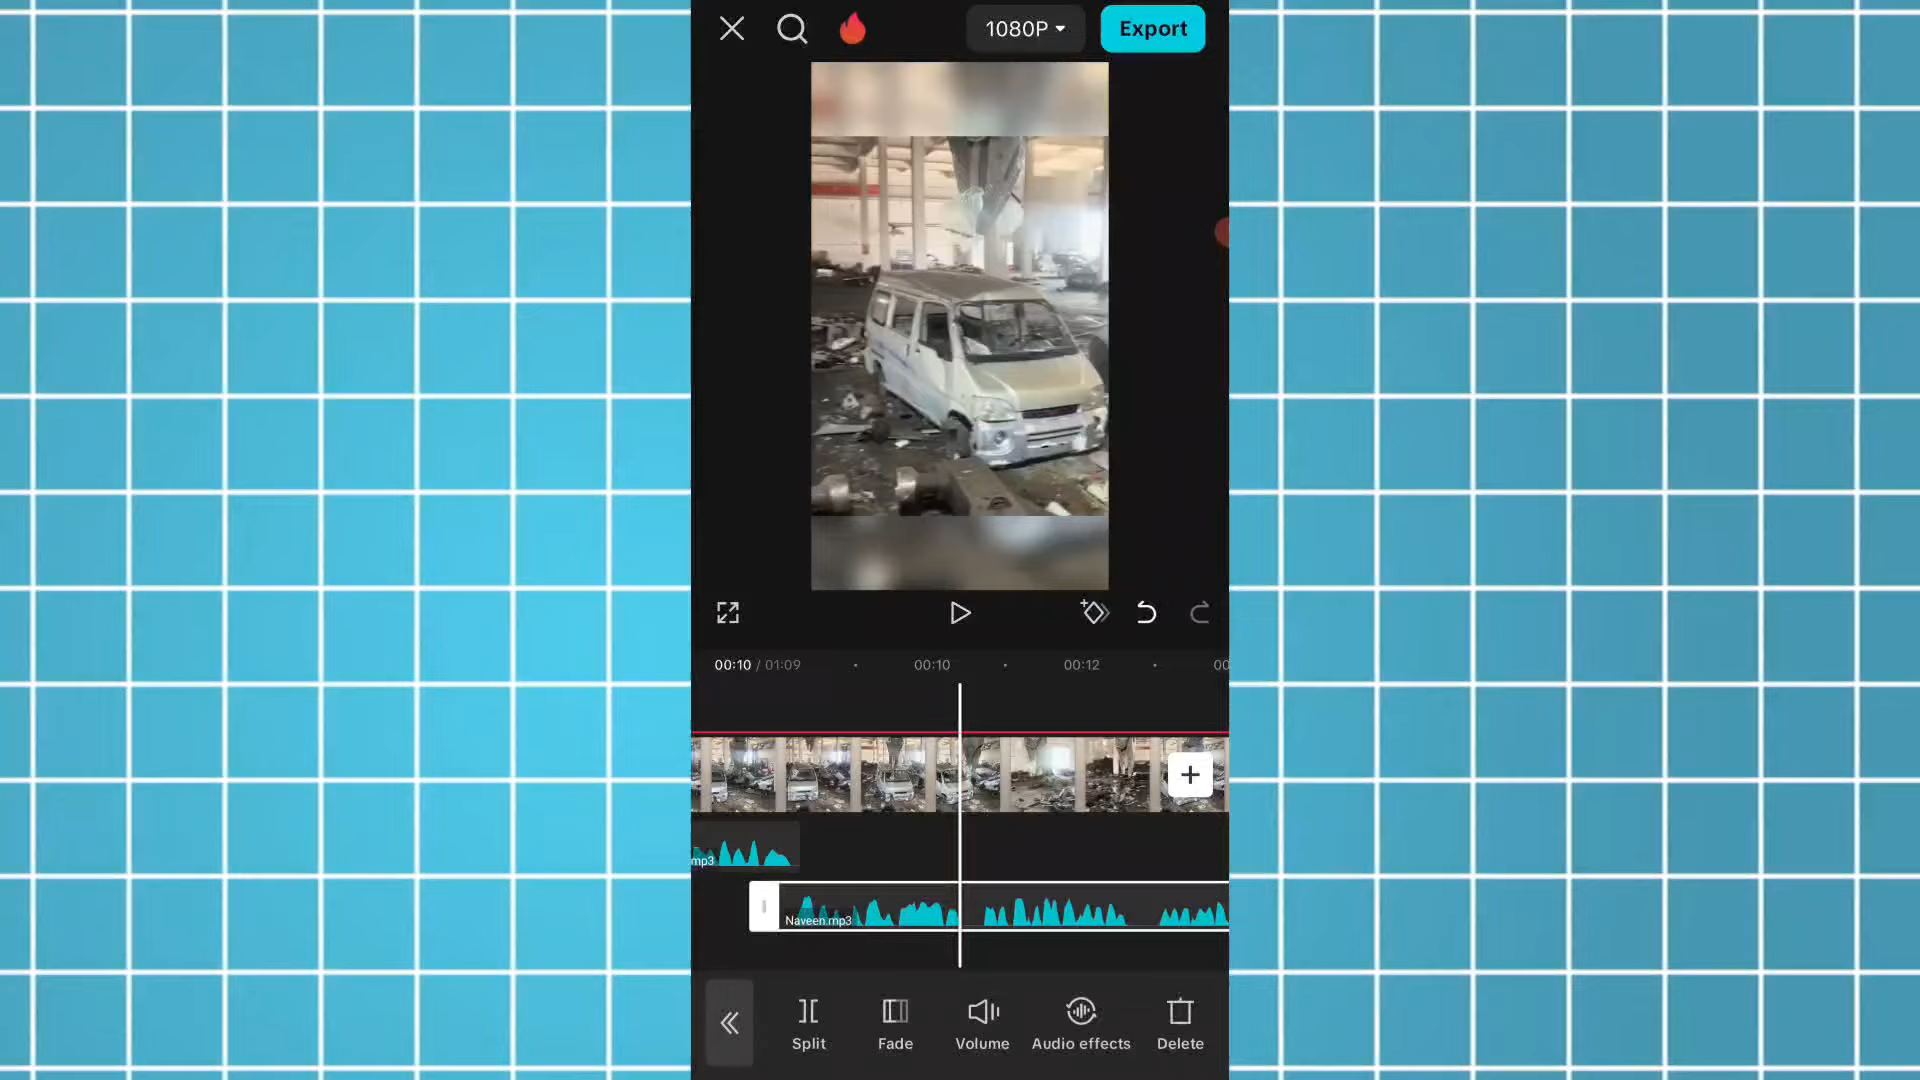 1080P Export
00:10 / 01:09 00:10 00:12 00
mp3
Naveen.mp3
Split Fade Volume Audio effects Delete